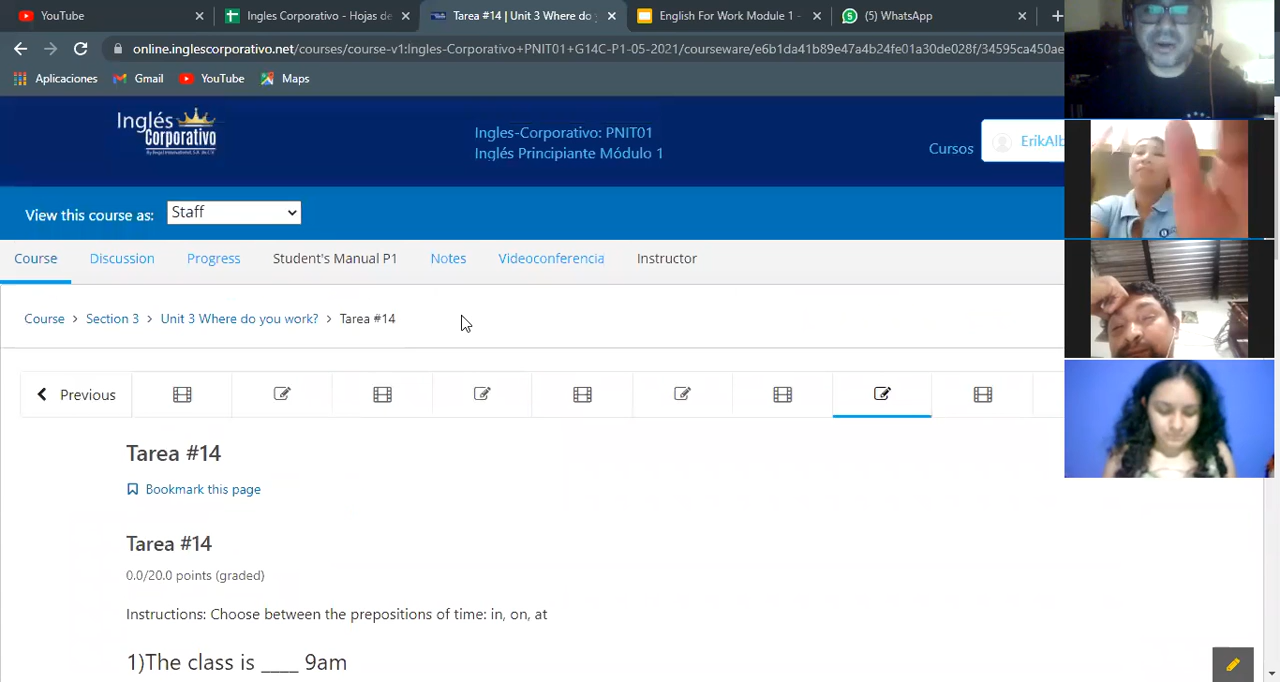 YouTube
Ingles Corporativo - Hojas de
Tarea #14 | Unit 3 Where do
English For Work Module 1 -
(5) WhatsApp
online.inglescorporativo.net/courses/course-v1:Ingles-Corporativo+PNIT01+G14C-P1-05-2021/courseware/e6b1da41b89e47a4b24fe01a30de028f/34595ca450ae
Aplicaciones
Gmail
YouTube
Maps
Inglés
Corporativo
Ingles-Corporativo: PNIT01
Inglés Principiante Módulo 1
Cursos
ErikAlb
View this course as:
Staff
Course
Discussion
Progress
Student's Manual P1
Notes
Videoconferencia
Instructor
Course > Section 3 > Unit 3 Where do you work? > Tarea #14
Previous
Tarea #14
Bookmark this page
Tarea #14
0.0/20.0 points (graded)
Instructions: Choose between the prepositions of time: in, on, at
1)The class is ____ 9am